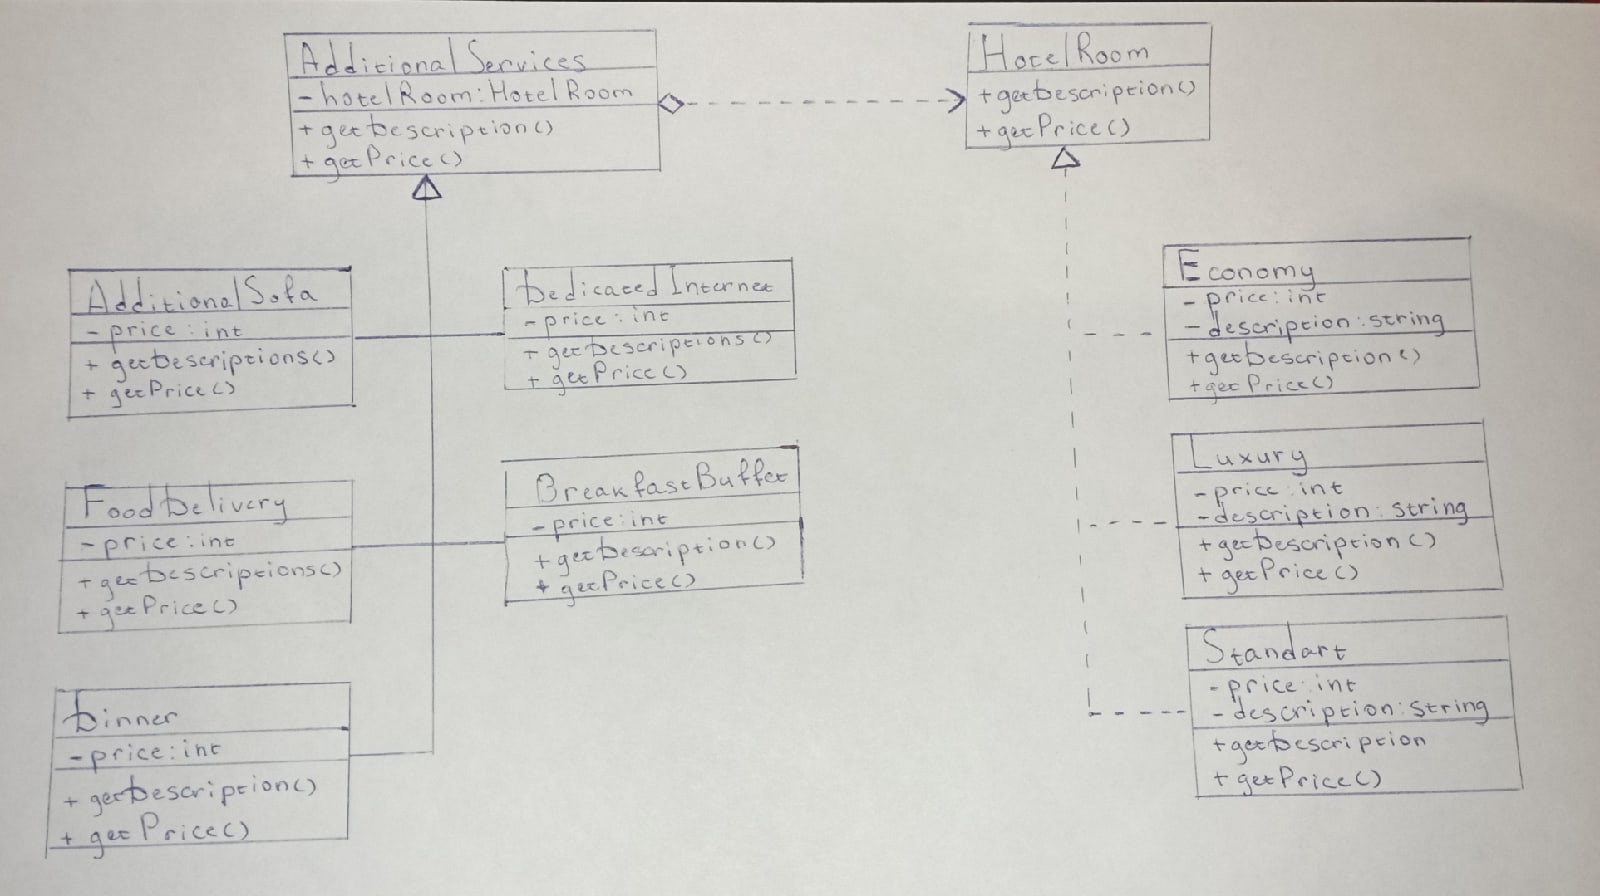 AdditionalServices
- hotelRoom: HotelRoom
+ getDescription()
+ getPrice()
HotelRoom
+getDescription()
+getPrice()
AdditionalSofa
- price: int
+ getDescriptions()
+ getPrice()
DedicatedInternet
- price: int
+ getDescriptions()
+ getPrice()
Economy
- price: int
- description: string
+getDescription()
+getPrice()
FoodDelivery
- price: int
+ getDescriptions()
+ getPrice()
BreakfastBuffet
- price: int
+ getDescription()
+ getPrice()
Luxury
- price: int
- description: string
+ getDescription()
+ getPrice()
Dinner
- price: int
+ getDescription()
+ getPrice()
Standart
- price: int
- description: string
+ getDescription
+ getPrice()